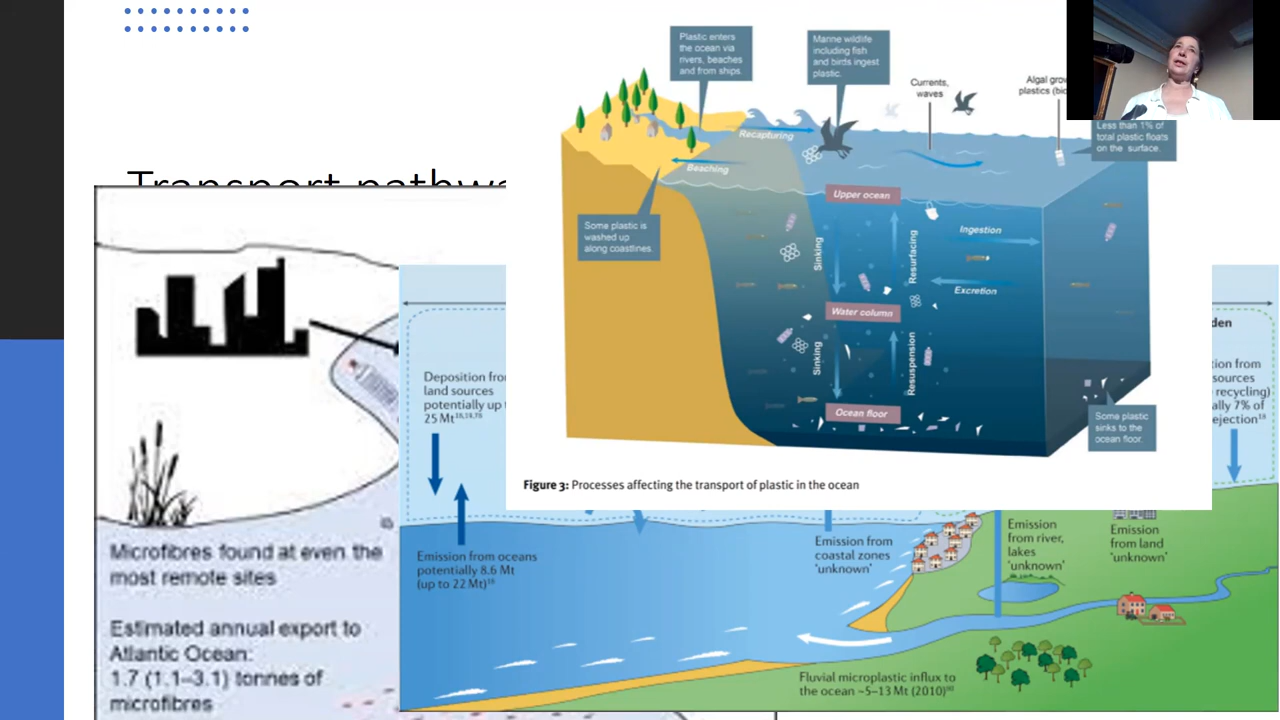 Transport pathwa
Plastic enters
the ocean via
rivers, beaches
and from ships.
Marine wildlife
including fish
and birds ingest
plastic.
Currents,
waves
Algal grow
plastics (bio
Less than 1% of
total plastic floats
on the surface.
Recapturing
Beaching
Some plastic is
washed up
along coastlines.
Upper ocean
Sinking
Resurfacing
Ingestion
Excretion
Water column
Sinking
Resuspension
Ocean floor
Some plastic
sinks to the
ocean floor.
Figure 3: Processes affecting the transport of plastic in the ocean
Deposition fro
land sources
potentially up
25 Mt
den
tion from
sources
recycling)
ally 7% of
ejection
Emission from oceans
potentially 8.6 Mt
(up to 22 Mt)
Emission from
coastal zones
'unknown'
Emission
from river,
lakes
'unknown'
Emission
from land
'unknown'
Fluvial microplastic influx to
the ocean ~5–13 Mt (2010)
Microfibres found at even the
most remote sites
Estimated annual export to
Atlantic Ocean:
1.7 (1.1–3.1) tonnes of
microfibres